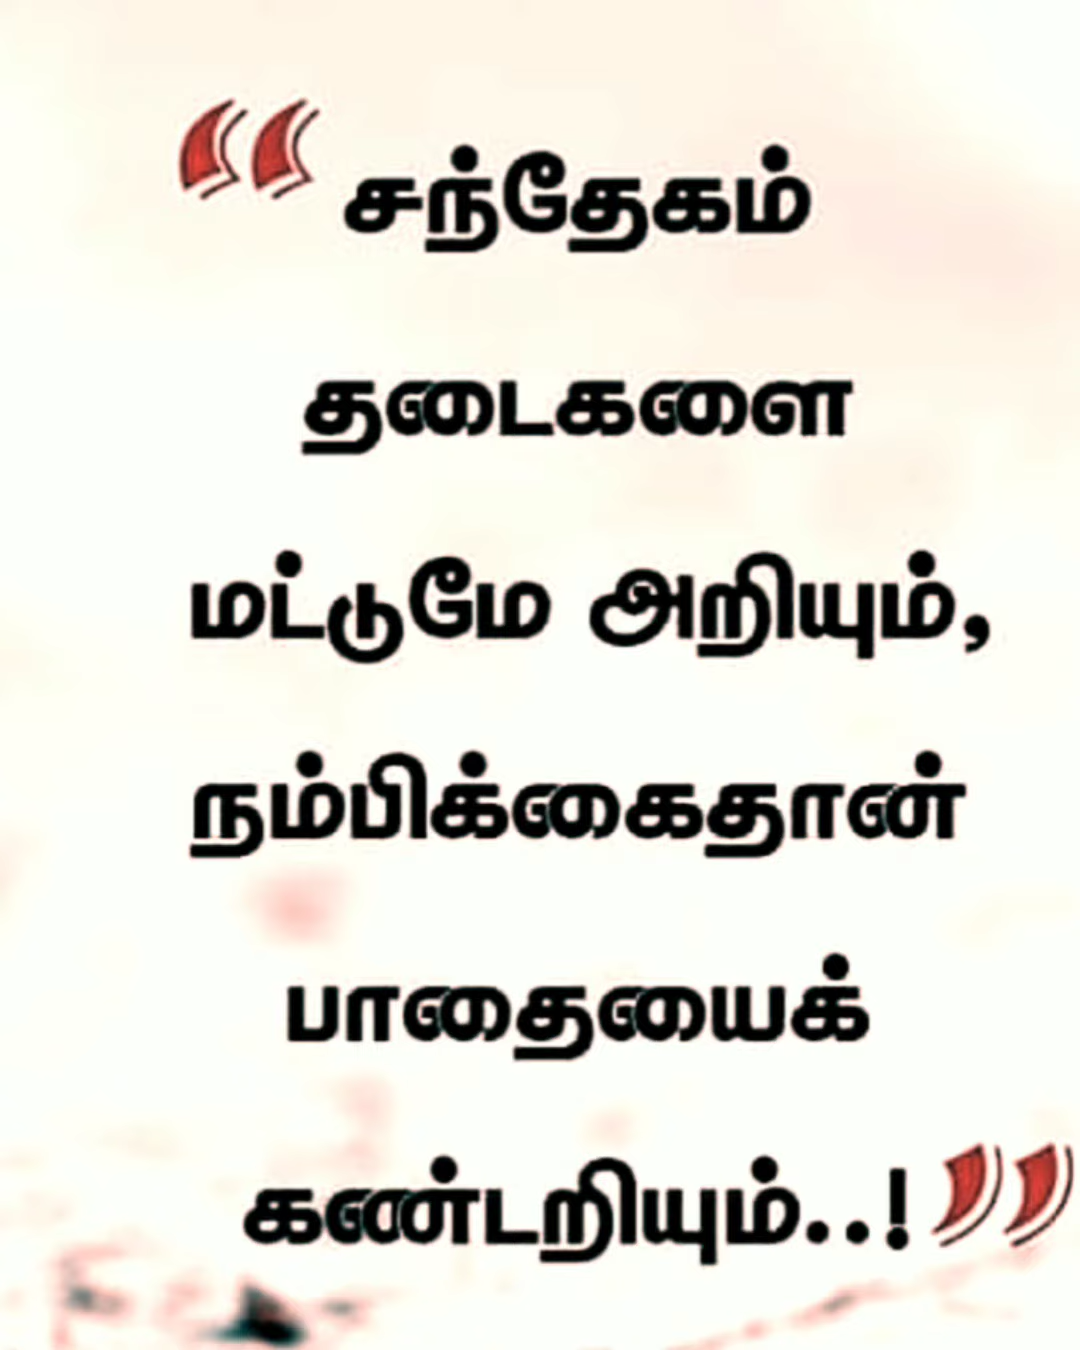 “ சந்தேகம்
தடைகளை
மட்டுமே அறியும்,
நம்பிக்கைதான்
பாதையைக்
கண்டறியும்..! ”